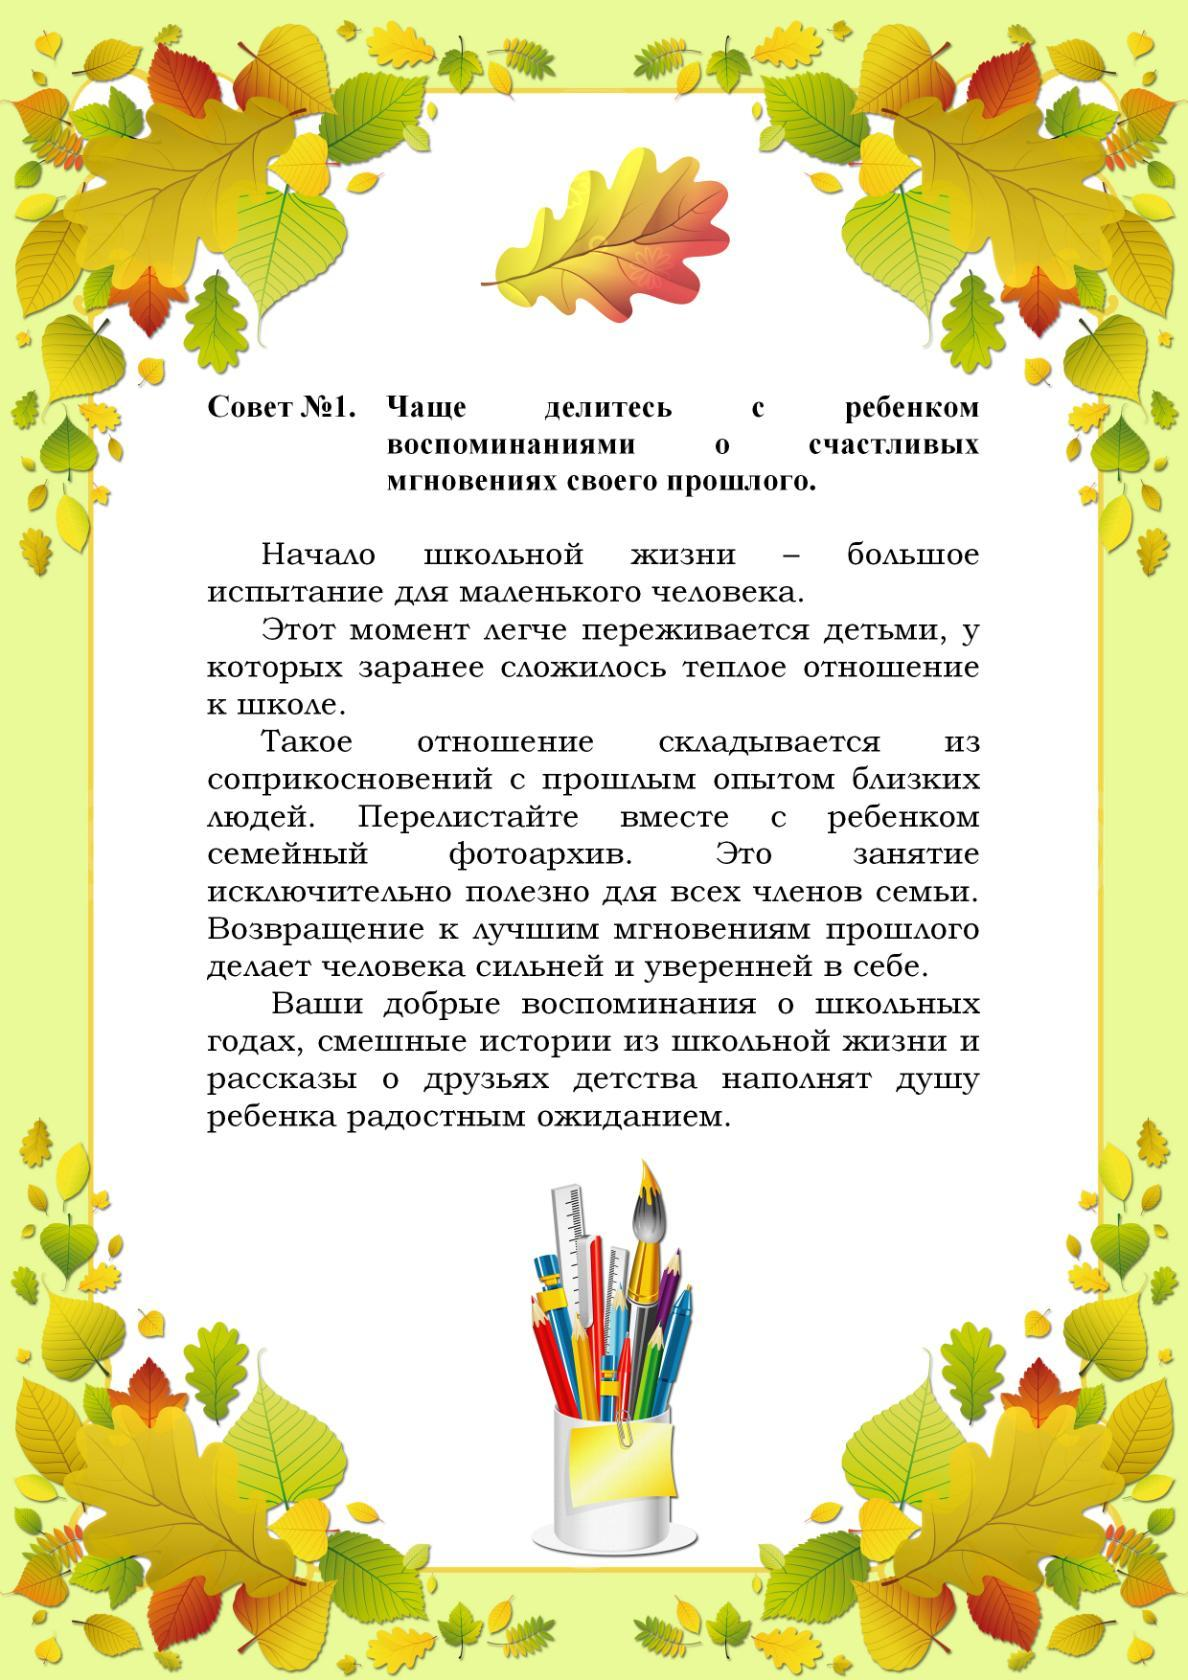 Совет №1. Чаще делитесь с ребенком
воспоминаниями о счастливых
мгновениях своего прошлого.
Начало школьной жизни – большое
испытание для маленького человека.
Этот момент легче переживается детьми, у
которых заранее сложилось теплое отношение
к школе.
Такое отношение складывается из
соприкосновений с прошлым опытом близких
людей. Перелистайте вместе с ребенком
семейный фотоархив. Это занятие
исключительно полезно для всех членов семьи.
Возвращение к лучшим мгновениям прошлого
делает человека сильней и уверенней в себе.
Ваши добрые воспоминания о школьных
годах, смешные истории из школьной жизни и
рассказы о друзьях детства наполнят душу
ребенка радостным ожиданием.